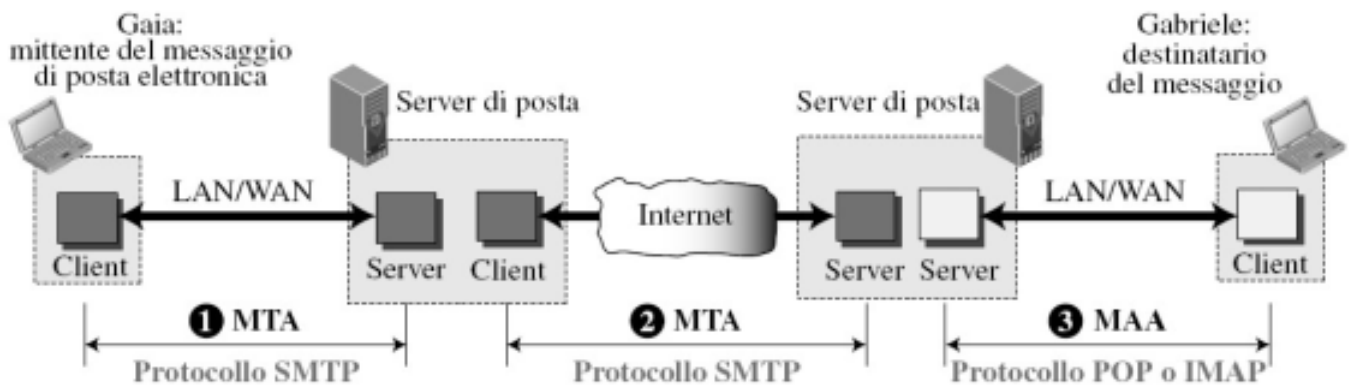 Gaia:
mittente del messaggio
di posta elettronica
Server di posta
Server di posta
Gabriele:
destinatario
del messaggio
LAN/WAN
Internet
LAN/WAN
Client
Server
Client
Server
Server
Client
1 MTA
2 MTA
3 MAA
Protocollo SMTP
Protocollo SMTP
Protocollo POP o IMAP